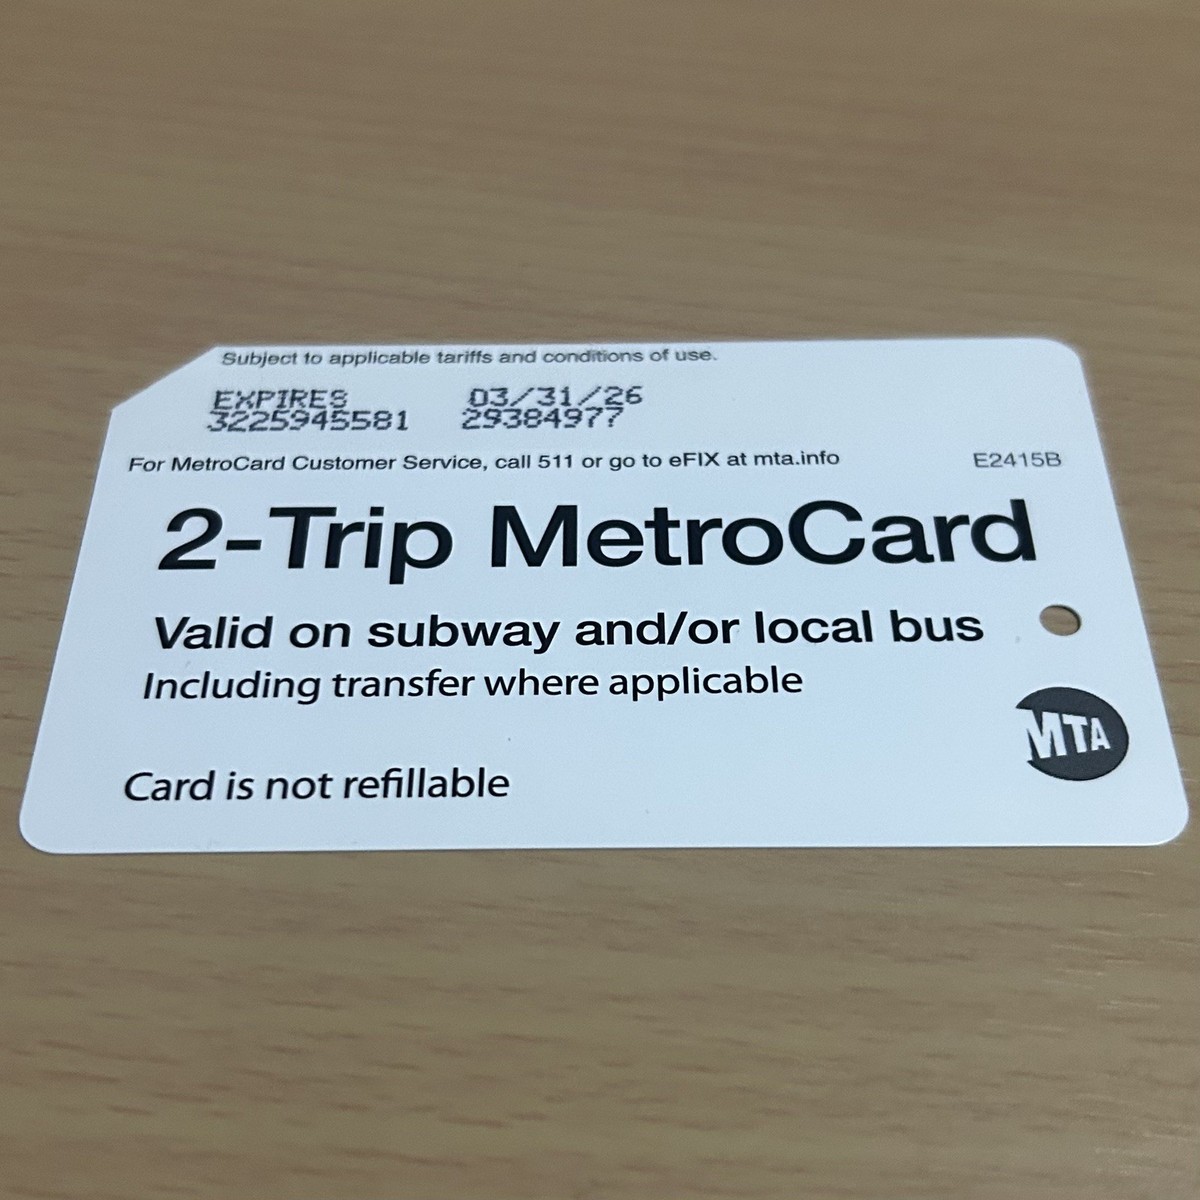 Subject to applicable tariffs and conditions of use.
EXPIRES 03/31/26
3225945581 29384977
For MetroCard Customer Service, call 511 or go to eFIX at mta.info E2415B
2-Trip MetroCard
Valid on subway and/or local bus
Including transfer where applicable
MTA
Card is not refillable